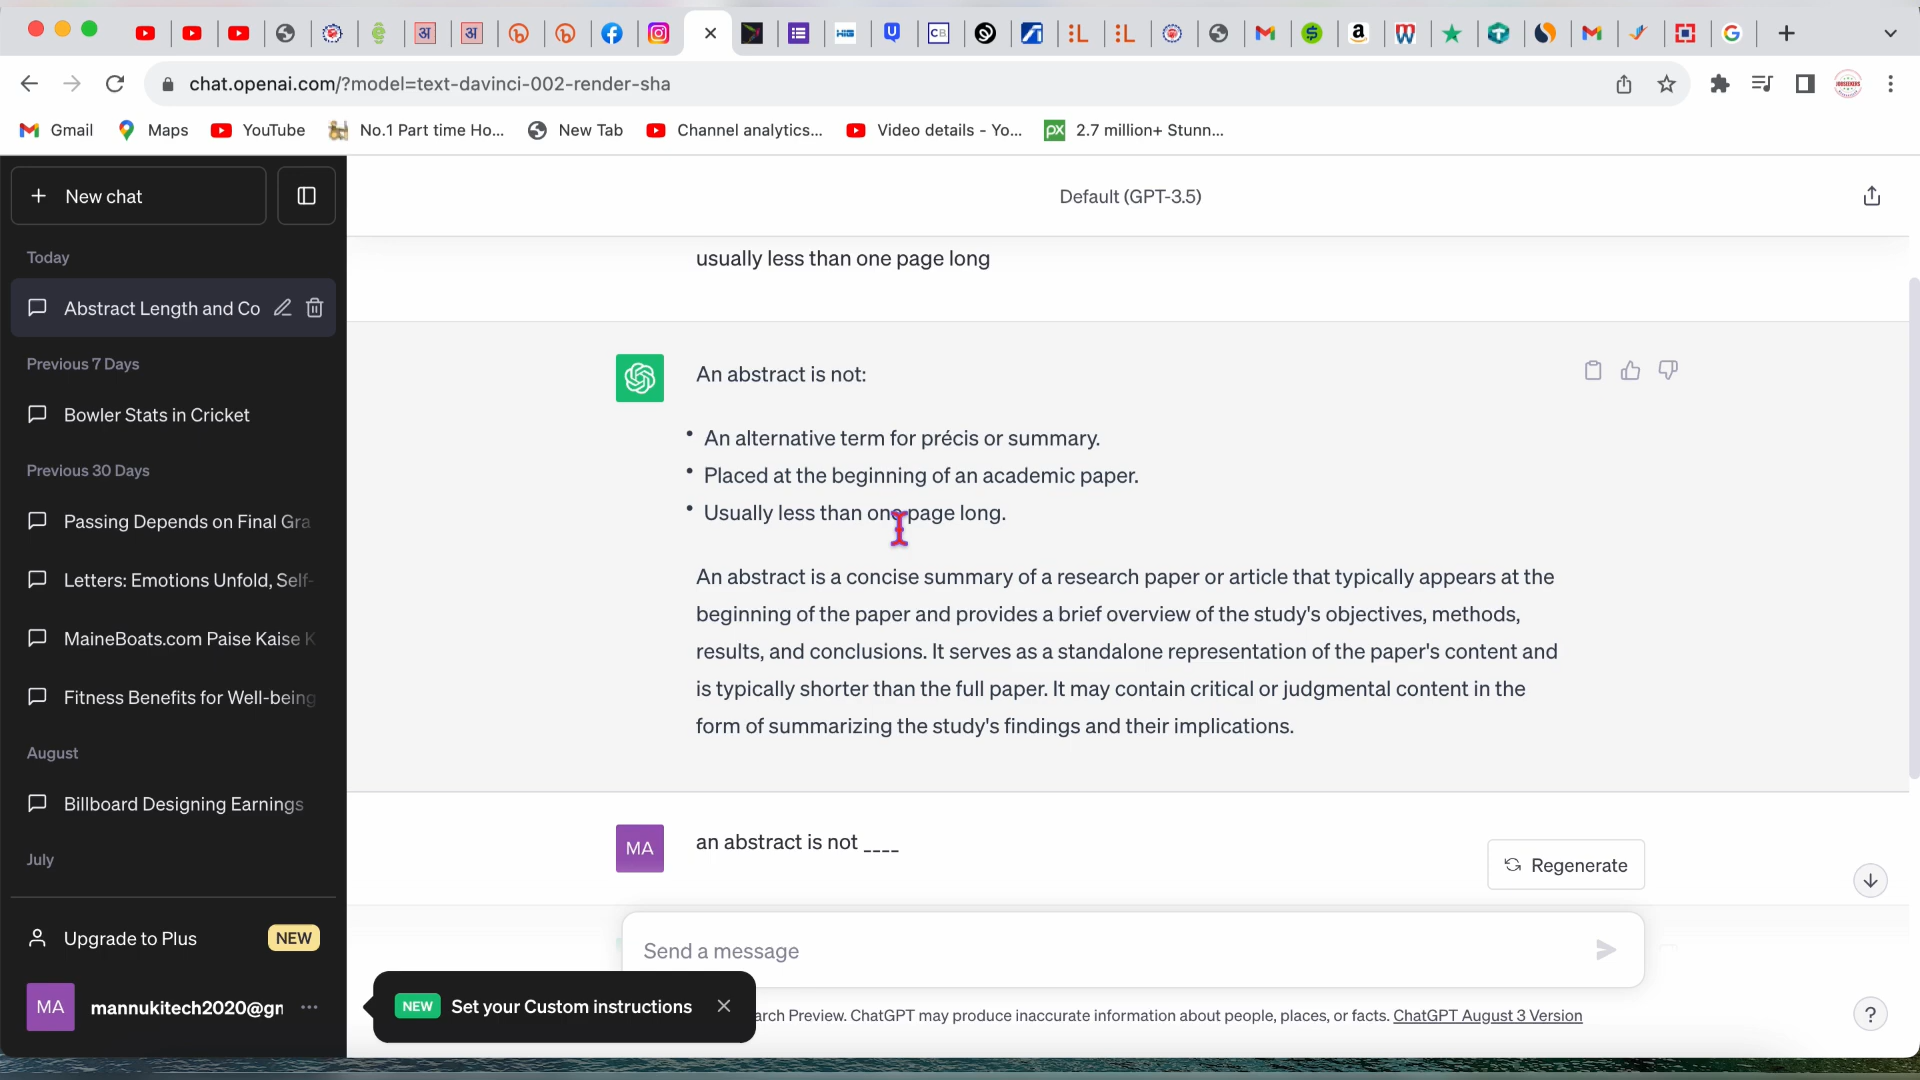 अ
अ
HIG
CB
L
L
a
G
chat.openai.com/?model=text-davinci-002-render-sha
Gmail
Maps
YouTube
No.1 Part time Ho...
New Tab
Channel analytics...
Video details - Yo...
px
2.7 million+ Stunn...
New chat
Default (GPT-3.5)
Today
Abstract Length and Co
Previous 7 Days
Bowler Stats in Cricket
Previous 30 Days
Passing Depends on Final Gra
Letters: Emotions Unfold, Self-
MaineBoats.com Paise Kaise K
Fitness Benefits for Well-being
August
Billboard Designing Earnings
July
Upgrade to Plus
NEW
MA
mannukitech2020@gm
usually less than one page long
An abstract is not:
• An alternative term for précis or summary.
• Placed at the beginning of an academic paper.
• Usually less than one page long.
An abstract is a concise summary of a research paper or article that typically appears at the
beginning of the paper and provides a brief overview of the study's objectives, methods,
results, and conclusions. It serves as a standalone representation of the paper's content and
is typically shorter than the full paper. It may contain critical or judgmental content in the
form of summarizing the study's findings and their implications.
MA
an abstract is not ____
Regenerate
Send a message
NEW
Set your Custom instructions
arch Preview. ChatGPT may produce inaccurate information about people, places, or facts. ChatGPT August 3 Version
?